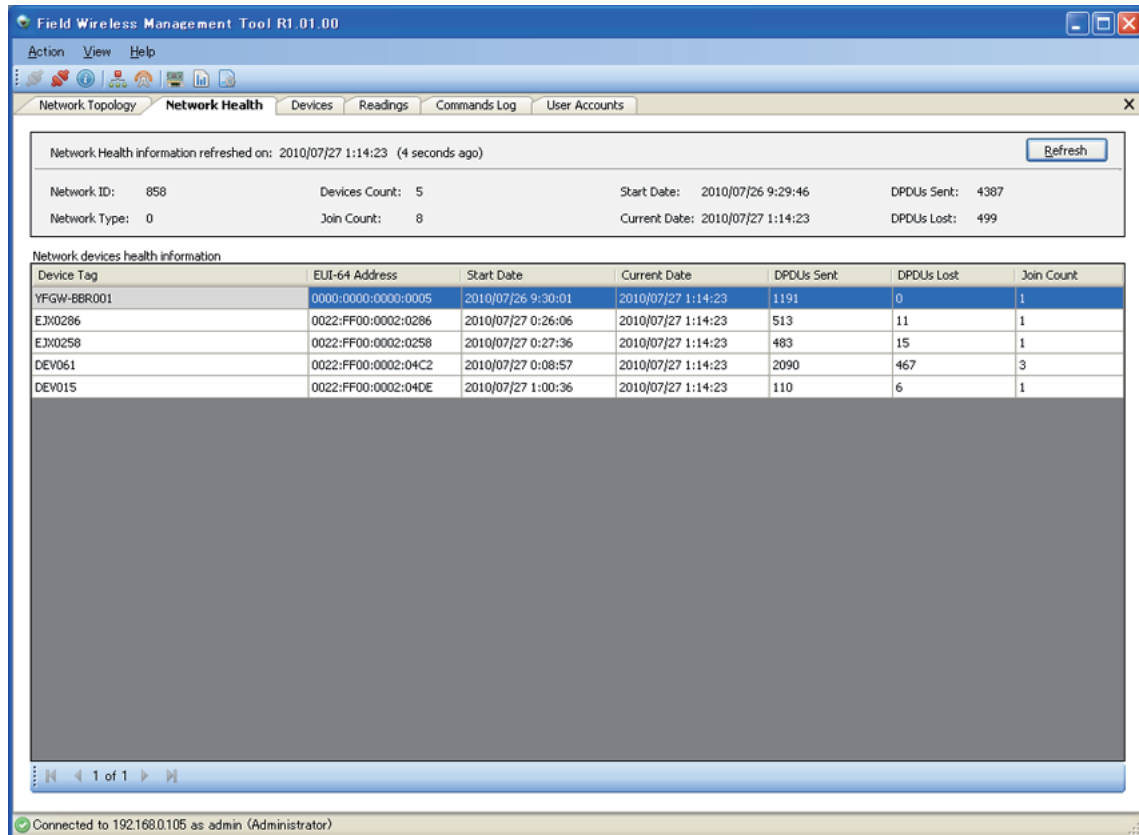 Field Wireless Management Tool R1.01.00
Action View Help
Network Topology Network Health Devices Readings Commands Log User Accounts
Network Health information refreshed on: 2010/07/27 1:14:23 (4 seconds ago) Refresh
Network ID: 858 Devices Count: 5 Start Date: 2010/07/26 9:29:46 DPDUs Sent: 4387
Network Type: 0 Join Count: 8 Current Date: 2010/07/27 1:14:23 DPDUs Lost: 499
Network devices health information
Device Tag EUI-64 Address Start Date Current Date DPDUs Sent DPDUs Lost Join Count
YFGW-BBR001 0000:0000:0000:0005 2010/07/26 9:30:01 2010/07/27 1:14:23 1191 0 1
EJX0286 0022:FF00:0002:0286 2010/07/27 0:26:06 2010/07/27 1:14:23 513 11 1
EJX0258 0022:FF00:0002:0258 2010/07/27 0:27:36 2010/07/27 1:14:23 483 15 1
DEV061 0022:FF00:0002:04C2 2010/07/27 0:08:57 2010/07/27 1:14:23 2090 467 3
DEV015 0022:FF00:0002:04DE 2010/07/27 1:00:36 2010/07/27 1:14:23 110 6 1
1 of 1
Connected to 192.168.0.105 as admin (Administrator)